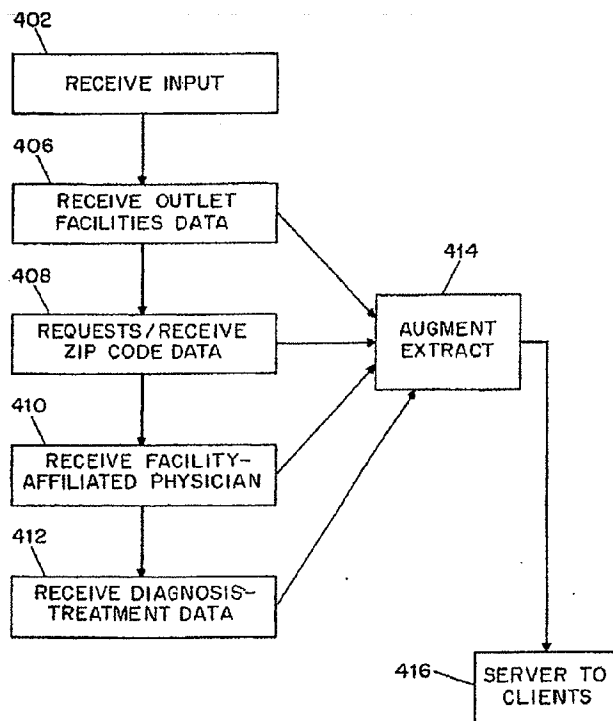 402
RECEIVE INPUT
406
RECEIVE OUTLET
FACILITIES DATA
408
REQUESTS/RECEIVE
ZIP CODE DATA
410
RECEIVE FACILITY-
AFFILIATED PHYSICIAN
412
RECEIVE DIAGNOSIS-
TREATMENT DATA
414
AUGMENT
EXTRACT
416
SERVER TO
CLIENTS